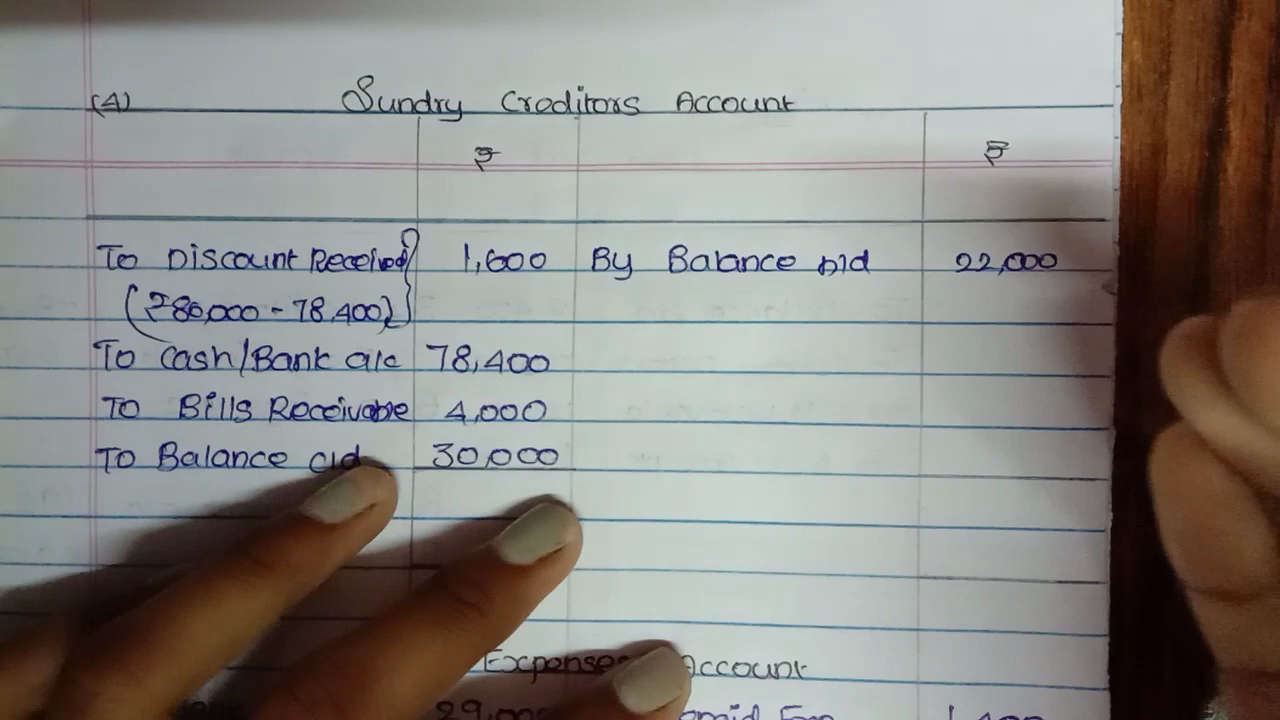 (4) Sundry Creditors Account
₹ ₹
To Discount Received 1,600 By Balance b/d 22,000
(₹80,000 - 78,400)
To Cash/Bank a/c 78,400
To Bills Receivable 4,000
To Balance c/d 30,000
Expenses Account